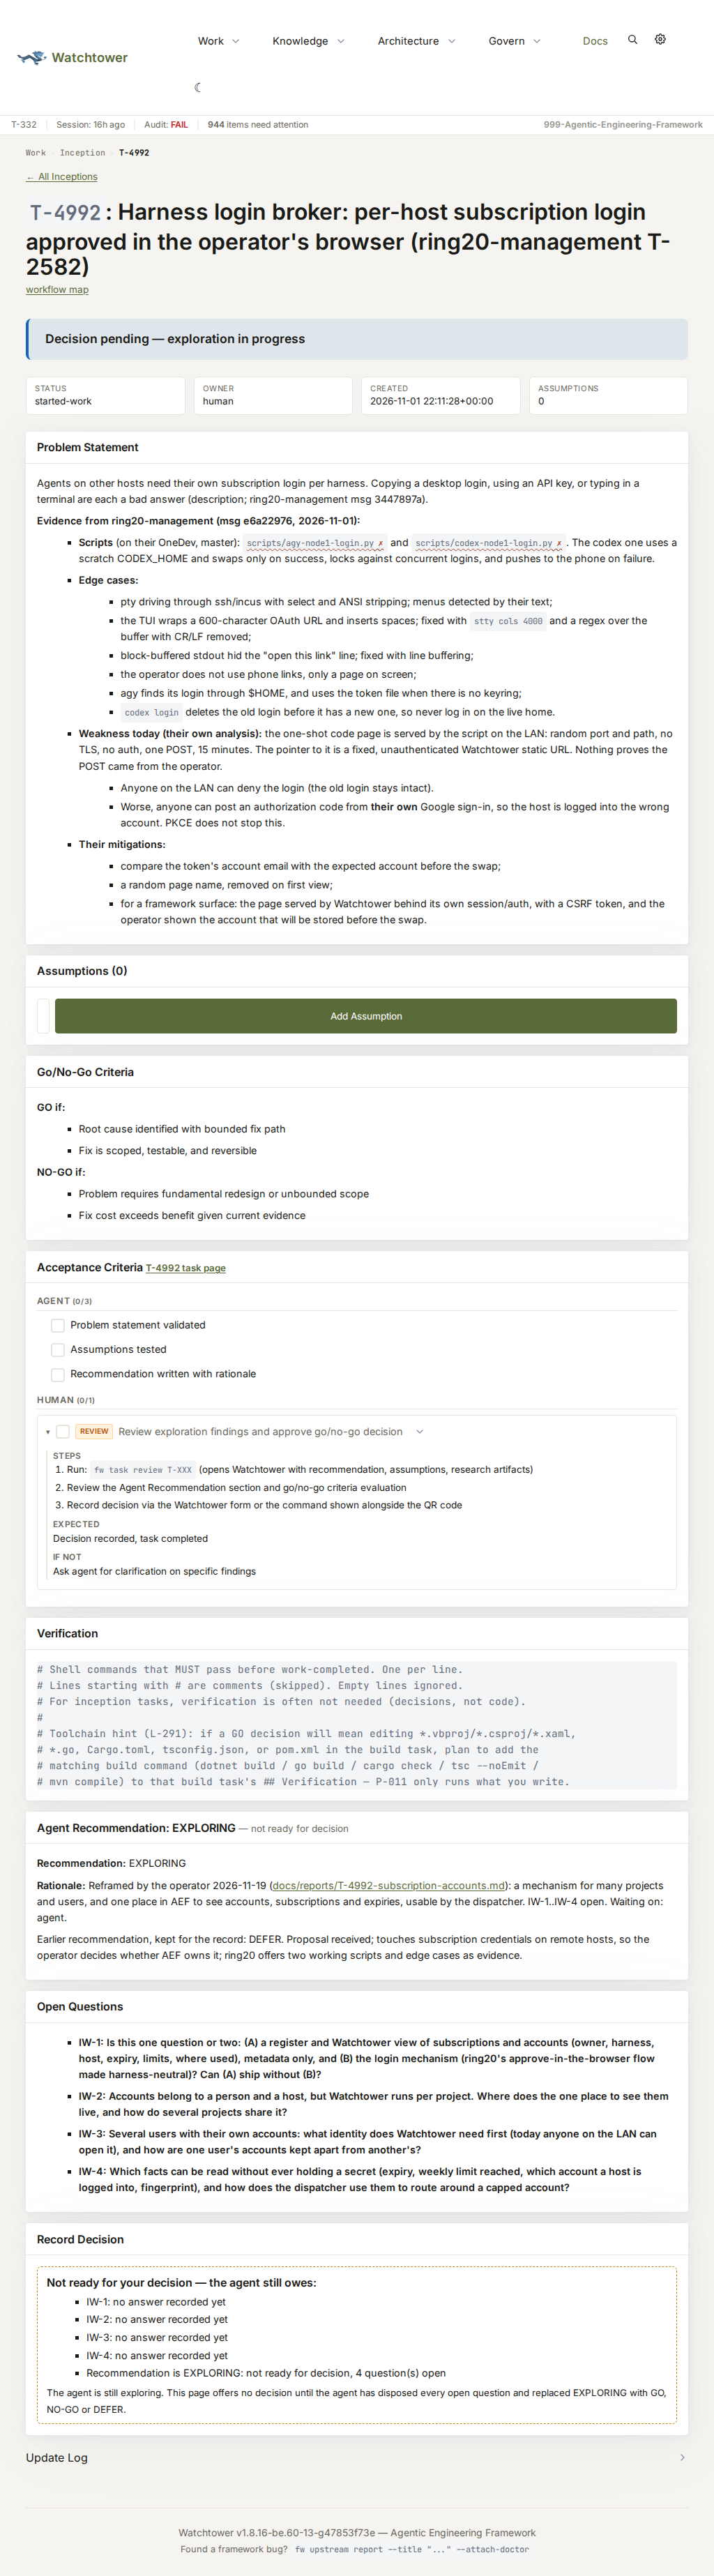 Watchtower
Work
Knowledge
Architecture
Govern
Docs
T-332
Session: 16h ago
Audit: FAIL
944 items need attention
999-Agentic-Engineering-Framework
Work · Inception · T-4992
← All Inceptions
T-4992 : Harness login broker: per-host subscription login
approved in the operator's browser (ring20-management T-
2582)
workflow map
Decision pending — exploration in progress
STATUS
started-work
OWNER
human
CREATED
2026-11-01 22:11:28+00:00
ASSUMPTIONS
0
Problem Statement
Agents on other hosts need their own subscription login per harness. Copying a desktop login, using an API key, or typing in a
terminal are each a bad answer (description; ring20-management msg 3447897a).
Evidence from ring20-management (msg e6a22976, 2026-11-01):
Scripts (on their OneDev, master): scripts/agy-node1-login.py ✗ and scripts/codex-node1-login.py ✗ . The codex one uses a
scratch CODEX_HOME and swaps only on success, locks against concurrent logins, and pushes to the phone on failure.
Edge cases:
pty driving through ssh/incus with select and ANSI stripping; menus detected by their text;
the TUI wraps a 600-character OAuth URL and inserts spaces; fixed with stty cols 4000 and a regex over the
buffer with CR/LF removed;
block-buffered stdout hid the "open this link" line; fixed with line buffering;
the operator does not use phone links, only a page on screen;
agy finds its login through $HOME, and uses the token file when there is no keyring;
codex login deletes the old login before it has a new one, so never log in on the live home.
Weakness today (their own analysis): the one-shot code page is served by the script on the LAN: random port and path, no
TLS, no auth, one POST, 15 minutes. The pointer to it is a fixed, unauthenticated Watchtower static URL. Nothing proves the
POST came from the operator.
Anyone on the LAN can deny the login (the old login stays intact).
Worse, anyone can post an authorization code from their own Google sign-in, so the host is logged into the wrong
account. PKCE does not stop this.
Their mitigations:
compare the token's account email with the expected account before the swap;
a random page name, removed on first view;
for a framework surface: the page served by Watchtower behind its own session/auth, with a CSRF token, and the
operator shown the account that will be stored before the swap.
Assumptions (0)
Add Assumption
Go/No-Go Criteria
GO if:
Root cause identified with bounded fix path
Fix is scoped, testable, and reversible
NO-GO if:
Problem requires fundamental redesign or unbounded scope
Fix cost exceeds benefit given current evidence
Acceptance Criteria T-4992 task page
AGENT (0/3)
Problem statement validated
Assumptions tested
Recommendation written with rationale
HUMAN (0/1)
▾ REVIEW Review exploration findings and approve go/no-go decision
STEPS
1. Run: fw task review T-XXX (opens Watchtower with recommendation, assumptions, research artifacts)
2. Review the Agent Recommendation section and go/no-go criteria evaluation
3. Record decision via the Watchtower form or the command shown alongside the QR code
EXPECTED
Decision recorded, task completed
IF NOT
Ask agent for clarification on specific findings
Verification
# Shell commands that MUST pass before work-completed. One per line.
# Lines starting with # are comments (skipped). Empty lines ignored.
# For inception tasks, verification is often not needed (decisions, not code).
#
# Toolchain hint (L-291): if a GO decision will mean editing *.vbproj/*.csproj/*.xaml,
# *.go, Cargo.toml, tsconfig.json, or pom.xml in the build task, plan to add the
# matching build command (dotnet build / go build / cargo check / tsc --noEmit /
# mvn compile) to that build task's ## Verification — P-011 only runs what you write.
Agent Recommendation: EXPLORING — not ready for decision
Recommendation: EXPLORING
Rationale: Reframed by the operator 2026-11-19 (docs/reports/T-4992-subscription-accounts.md): a mechanism for many projects
and users, and one place in AEF to see accounts, subscriptions and expiries, usable by the dispatcher. IW-1..IW-4 open. Waiting on:
agent.
Earlier recommendation, kept for the record: DEFER. Proposal received; touches subscription credentials on remote hosts, so the
operator decides whether AEF owns it; ring20 offers two working scripts and edge cases as evidence.
Open Questions
IW-1: Is this one question or two: (A) a register and Watchtower view of subscriptions and accounts (owner, harness,
host, expiry, limits, where used), metadata only, and (B) the login mechanism (ring20's approve-in-the-browser flow
made harness-neutral)? Can (A) ship without (B)?
IW-2: Accounts belong to a person and a host, but Watchtower runs per project. Where does the one place to see them
live, and how do several projects share it?
IW-3: Several users with their own accounts: what identity does Watchtower need first (today anyone on the LAN can
open it), and how are one user's accounts kept apart from another's?
IW-4: Which facts can be read without ever holding a secret (expiry, weekly limit reached, which account a host is
logged into, fingerprint), and how does the dispatcher use them to route around a capped account?
Record Decision
Not ready for your decision — the agent still owes:
IW-1: no answer recorded yet
IW-2: no answer recorded yet
IW-3: no answer recorded yet
IW-4: no answer recorded yet
Recommendation is EXPLORING: not ready for decision, 4 question(s) open
The agent is still exploring. This page offers no decision until the agent has disposed every open question and replaced EXPLORING with GO,
NO-GO or DEFER.
Update Log
Watchtower v1.8.16-be.60-13-g47853f73e — Agentic Engineering Framework
Found a framework bug? fw upstream report --title "..." --attach-doctor